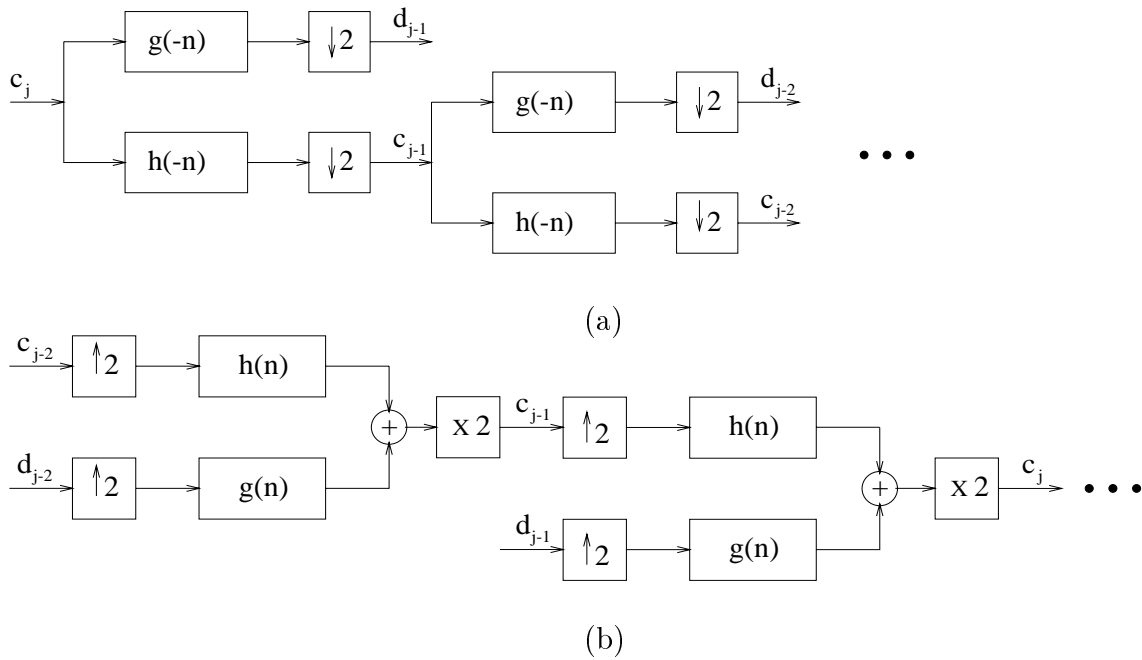 d_{j-1}
g(-n)
↓2
c_j
g(-n)
↓2
d_{j-2}
h(-n)
↓2
c_{j-1}
h(-n)
↓2
c_{j-2}
(a)
c_{j-2}
↑2
h(n)
+
x 2
c_{j-1}
↑2
h(n)
d_{j-2}
↑2
g(n)
+
x 2
c_j
d_{j-1}
↑2
g(n)
(b)